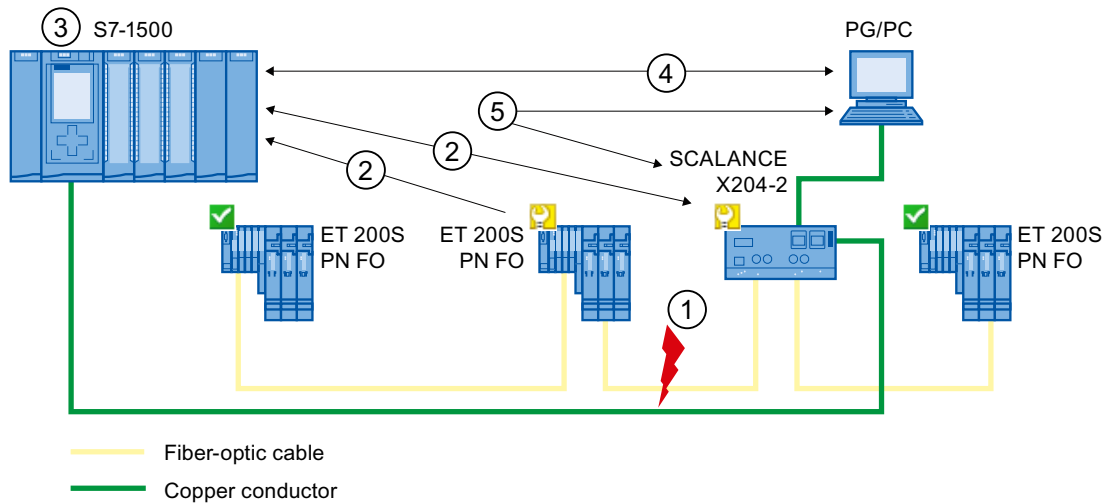 ③ S7-1500
PG/PC
④
⑤
②
②
SCALANCE
X204-2
ET 200S
PN FO
ET 200S
PN FO
ET 200S
PN FO
①
Fiber-optic cable
Copper conductor